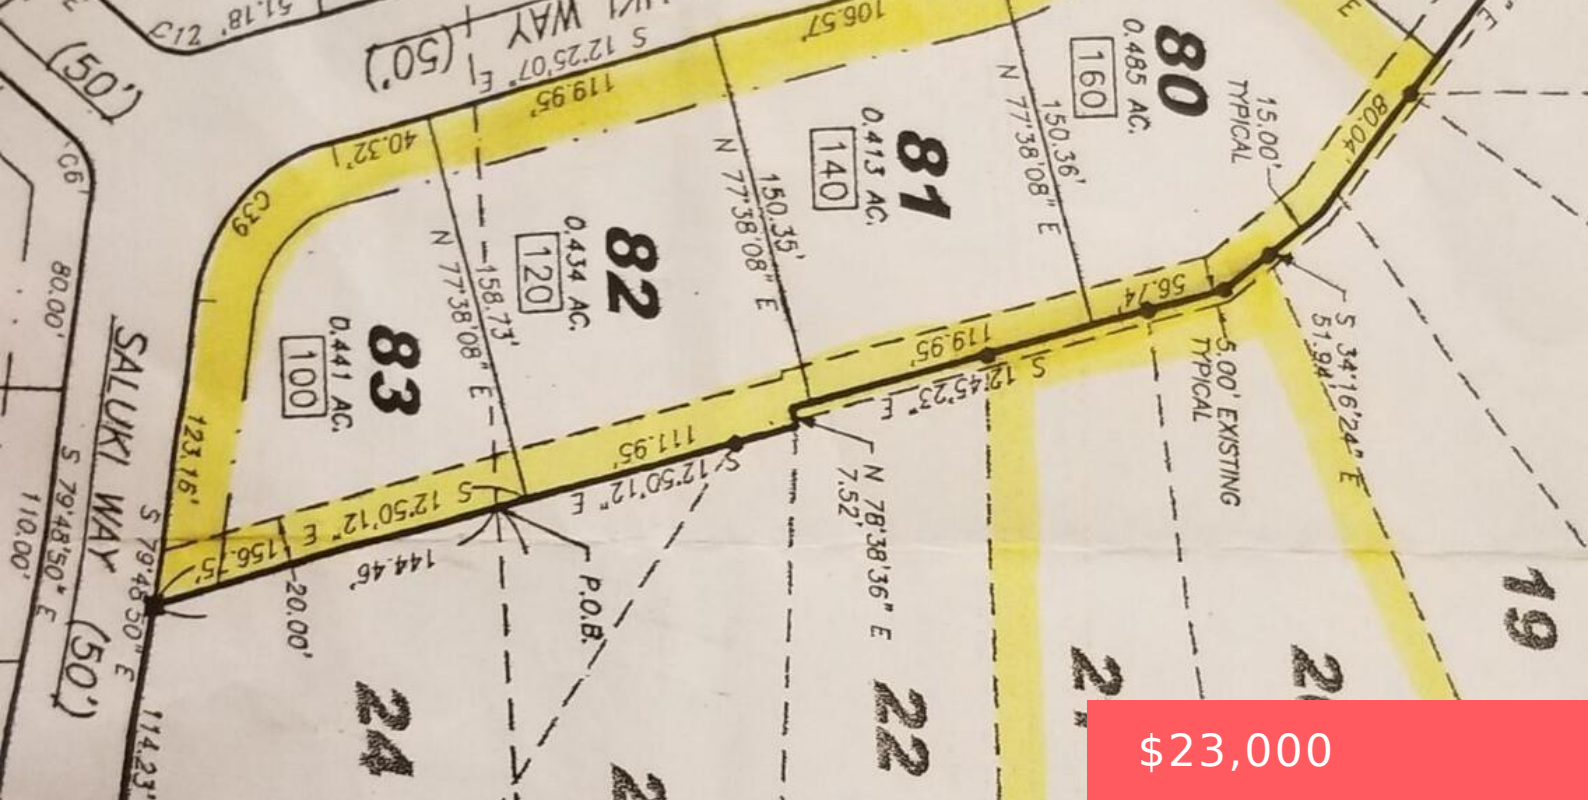 51.18'
C12
(50')
UKI WAY
(50')
S 12°25'07" E
119.95'
106.57'
40.32'
C39
C6
80.00'
SALUKI WAY (50')
S 79°48'50" E
110.00'
S 79°48'50" E
123.16'
114.23'
83
0.441 AC.
100
N 77°38'08" E
158.73'
82
0.434 AC.
120
N 77°38'08" E
150.35'
81
0.413 AC.
140
N 77°38'08" E
150.36'
80
0.485 AC.
160
15.00'
TYPICAL
80.04'
E
E
56.74'
119.95'
S 12°45'23" E
5.00' EXISTING
TYPICAL
S 34°16'24" E
51.94'
111.95'
S 12°50'12" E
N 78°38'36" E
7.52'
S 12°50'12" E
156.75'
144.46'
20.00'
P.O.B.
24
22
19
$23,000